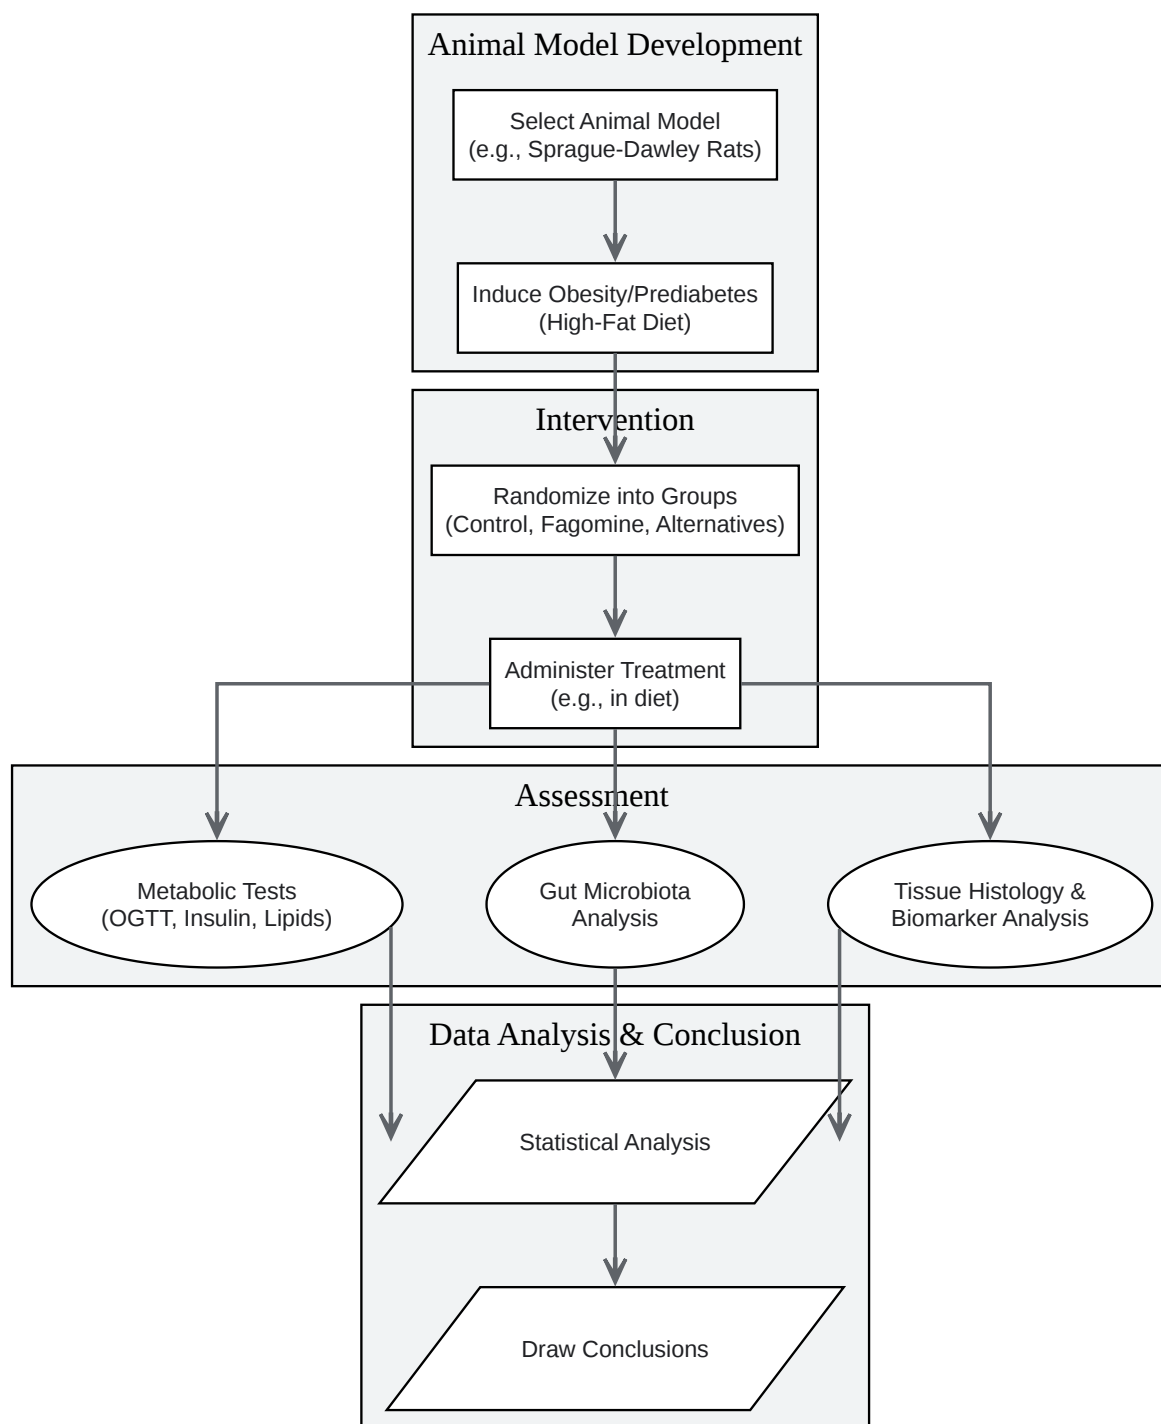 Animal Model Development
Select Animal Model
(e.g., Sprague-Dawley Rats)
Induce Obesity/Prediabetes
(High-Fat Diet)
Intervention
Randomize into Groups
(Control, Fagomine, Alternatives)
Administer Treatment
(e.g., in diet)
Assessment
Metabolic Tests
(OGTT, Insulin, Lipids)
Gut Microbiota
Analysis
Tissue Histology &
Biomarker Analysis
Data Analysis & Conclusion
Statistical Analysis
Draw Conclusions